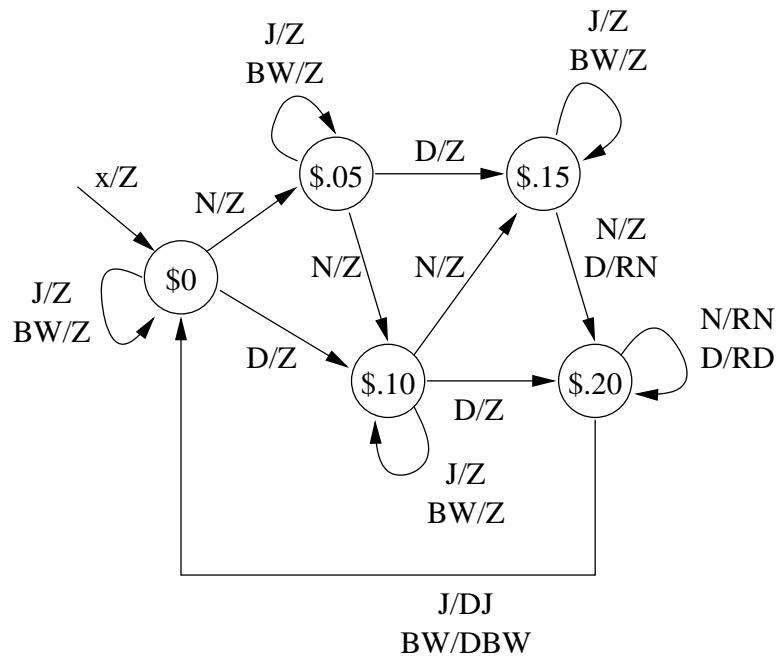 J/Z
BW/Z
J/Z
BW/Z
x/Z
N/Z
$.05
D/Z
$.15
J/Z
BW/Z
$0
N/Z
N/Z
N/Z
D/RN
D/Z
$.10
D/Z
$.20
N/RN
D/RD
J/Z
BW/Z
J/DJ
BW/DBW